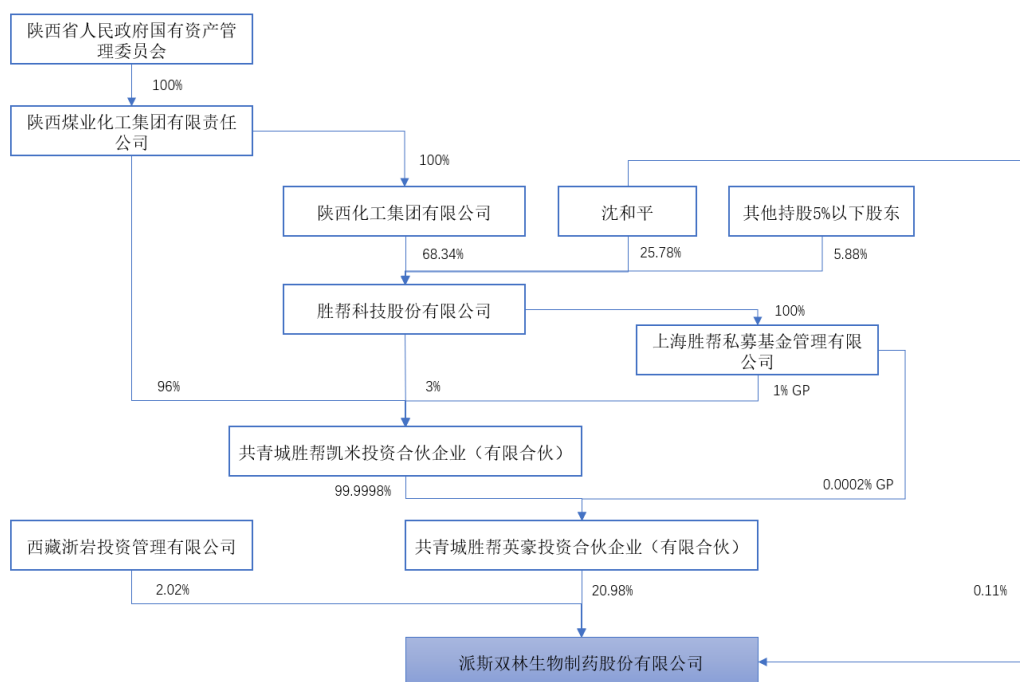 陕西省人民政府国有资产管
理委员会
100%
陕西煤业化工集团有限责任
公司
100%
陕西化工集团有限公司
沈和平
其他持股5%以下股东
68.34%
25.78%
5.88%
胜帮科技股份有限公司
100%
上海胜帮私募基金管理有限
公司
96%
3%
1% GP
共青城胜帮凯米投资合伙企业（有限合伙）
99.9998%
0.0002% GP
西藏浙岩投资管理有限公司
共青城胜帮英豪投资合伙企业（有限合伙）
2.02%
20.98%
0.11%
派斯双林生物制药股份有限公司